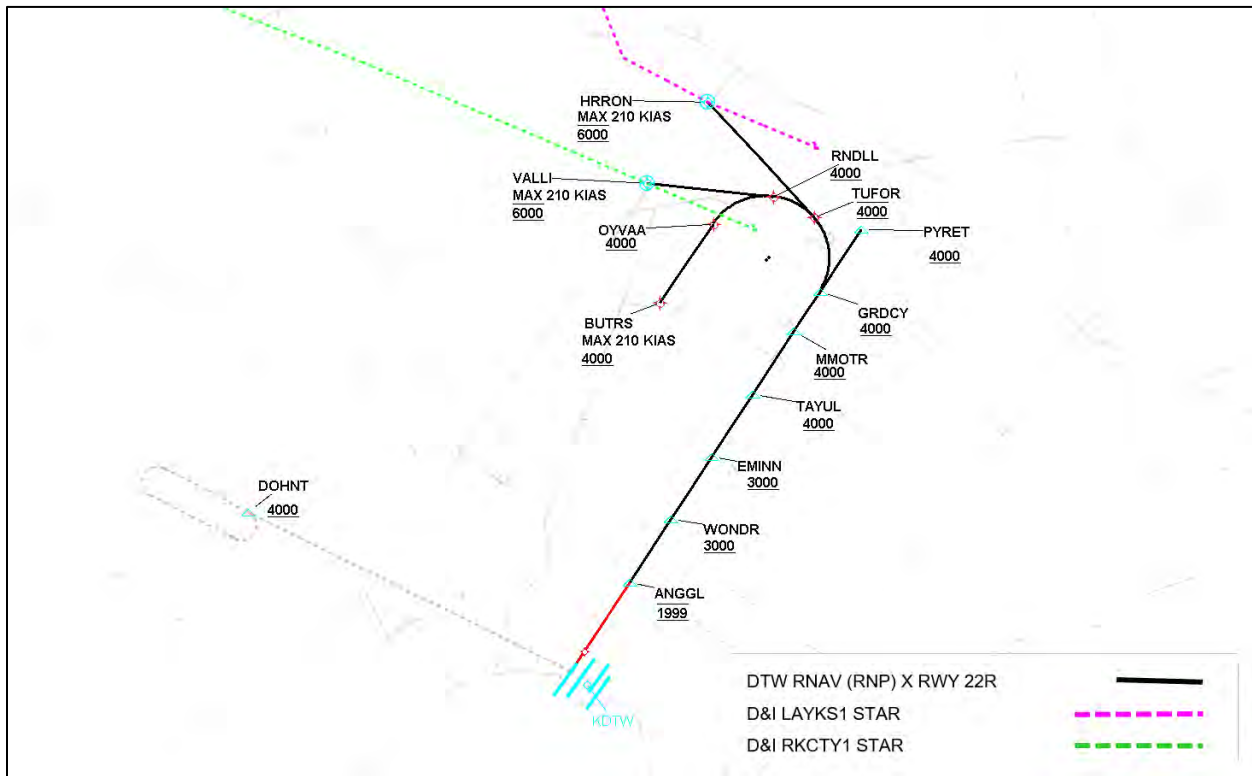 HRRON
MAX 210 KIAS
6000
RNDLL
4000
VALLI
MAX 210 KIAS
6000
TUFOR
4000
OYVAA
4000
PYRET
4000
BUTRS
MAX 210 KIAS
4000
GRDCY
4000
MMOTR
4000
TAYUL
4000
EMINN
3000
DOHNT
4000
WONDR
3000
ANGGL
1999
KDTW
DTW RNAV (RNP) X RWY 22R
D&I LAYKS1 STAR
D&I RKCTY1 STAR